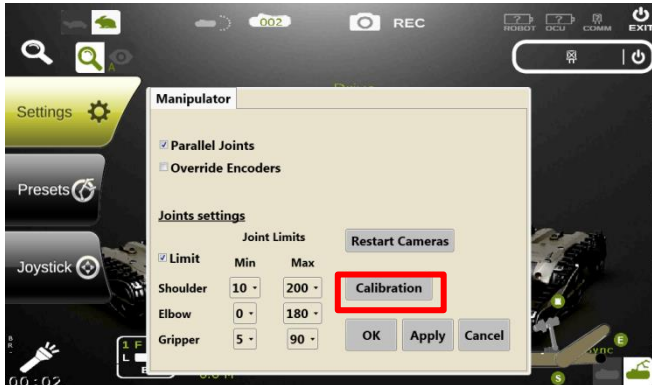 002
REC
? ? 
ROBOT OCU COMM EXIT
A
Settings
Presets
Joystick
Manipulator
Parallel Joints
Override Encoders
Joints settings
Joint Limits
Restart Cameras
Limit Min Max
Shoulder 10 200 Calibration
Elbow 0 180
Gripper 5 90 OK Apply Cancel
1 F
L
E
B
R
-
E
S
00:02